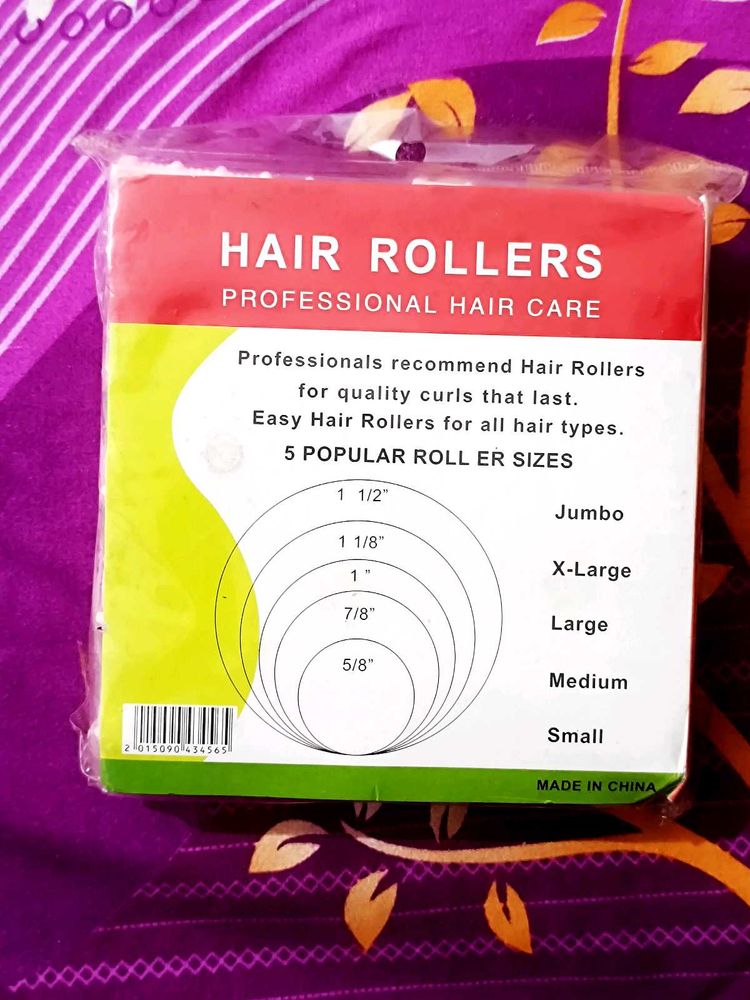 HAIR ROLLERS
PROFESSIONAL HAIR CARE
Professionals recommend Hair Rollers
for quality curls that last.
Easy Hair Rollers for all hair types.
5 POPULAR ROLL ER SIZES
1 1/2" Jumbo
1 1/8" X-Large
1 " Large
7/8" Medium
5/8" Small
2 015090 434565
MADE IN CHINA